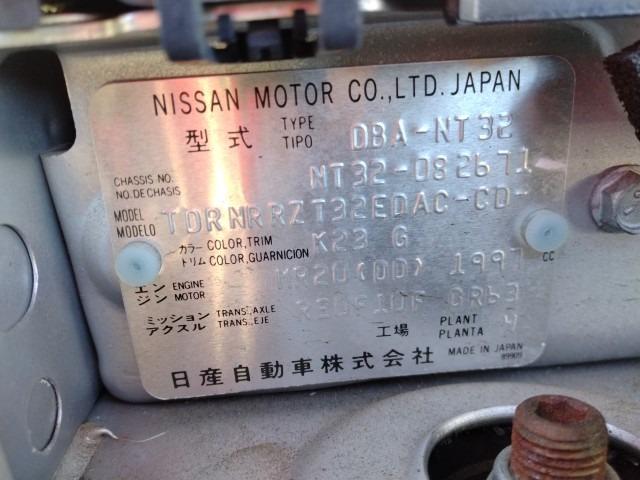 NISSAN MOTOR CO.,LTD. JAPAN
型式 TYPE TIPO DBA-NT32
CHASSIS NO. NO.DE CHASIS NT32-082671
MODEL MODELO TDRNRRZT32EDAC-CD-
カラー COLOR,TRIM トリム COLOR,GUARNICION K23 G
エンジン ENGINE MOTOR MR20(DD) 1997 CC
ミッション TRANS.AXLE アクスル TRANS.,EJE GR63
工場 PLANT PLANTA 9
日産自動車株式会社 MADE IN JAPAN
89909